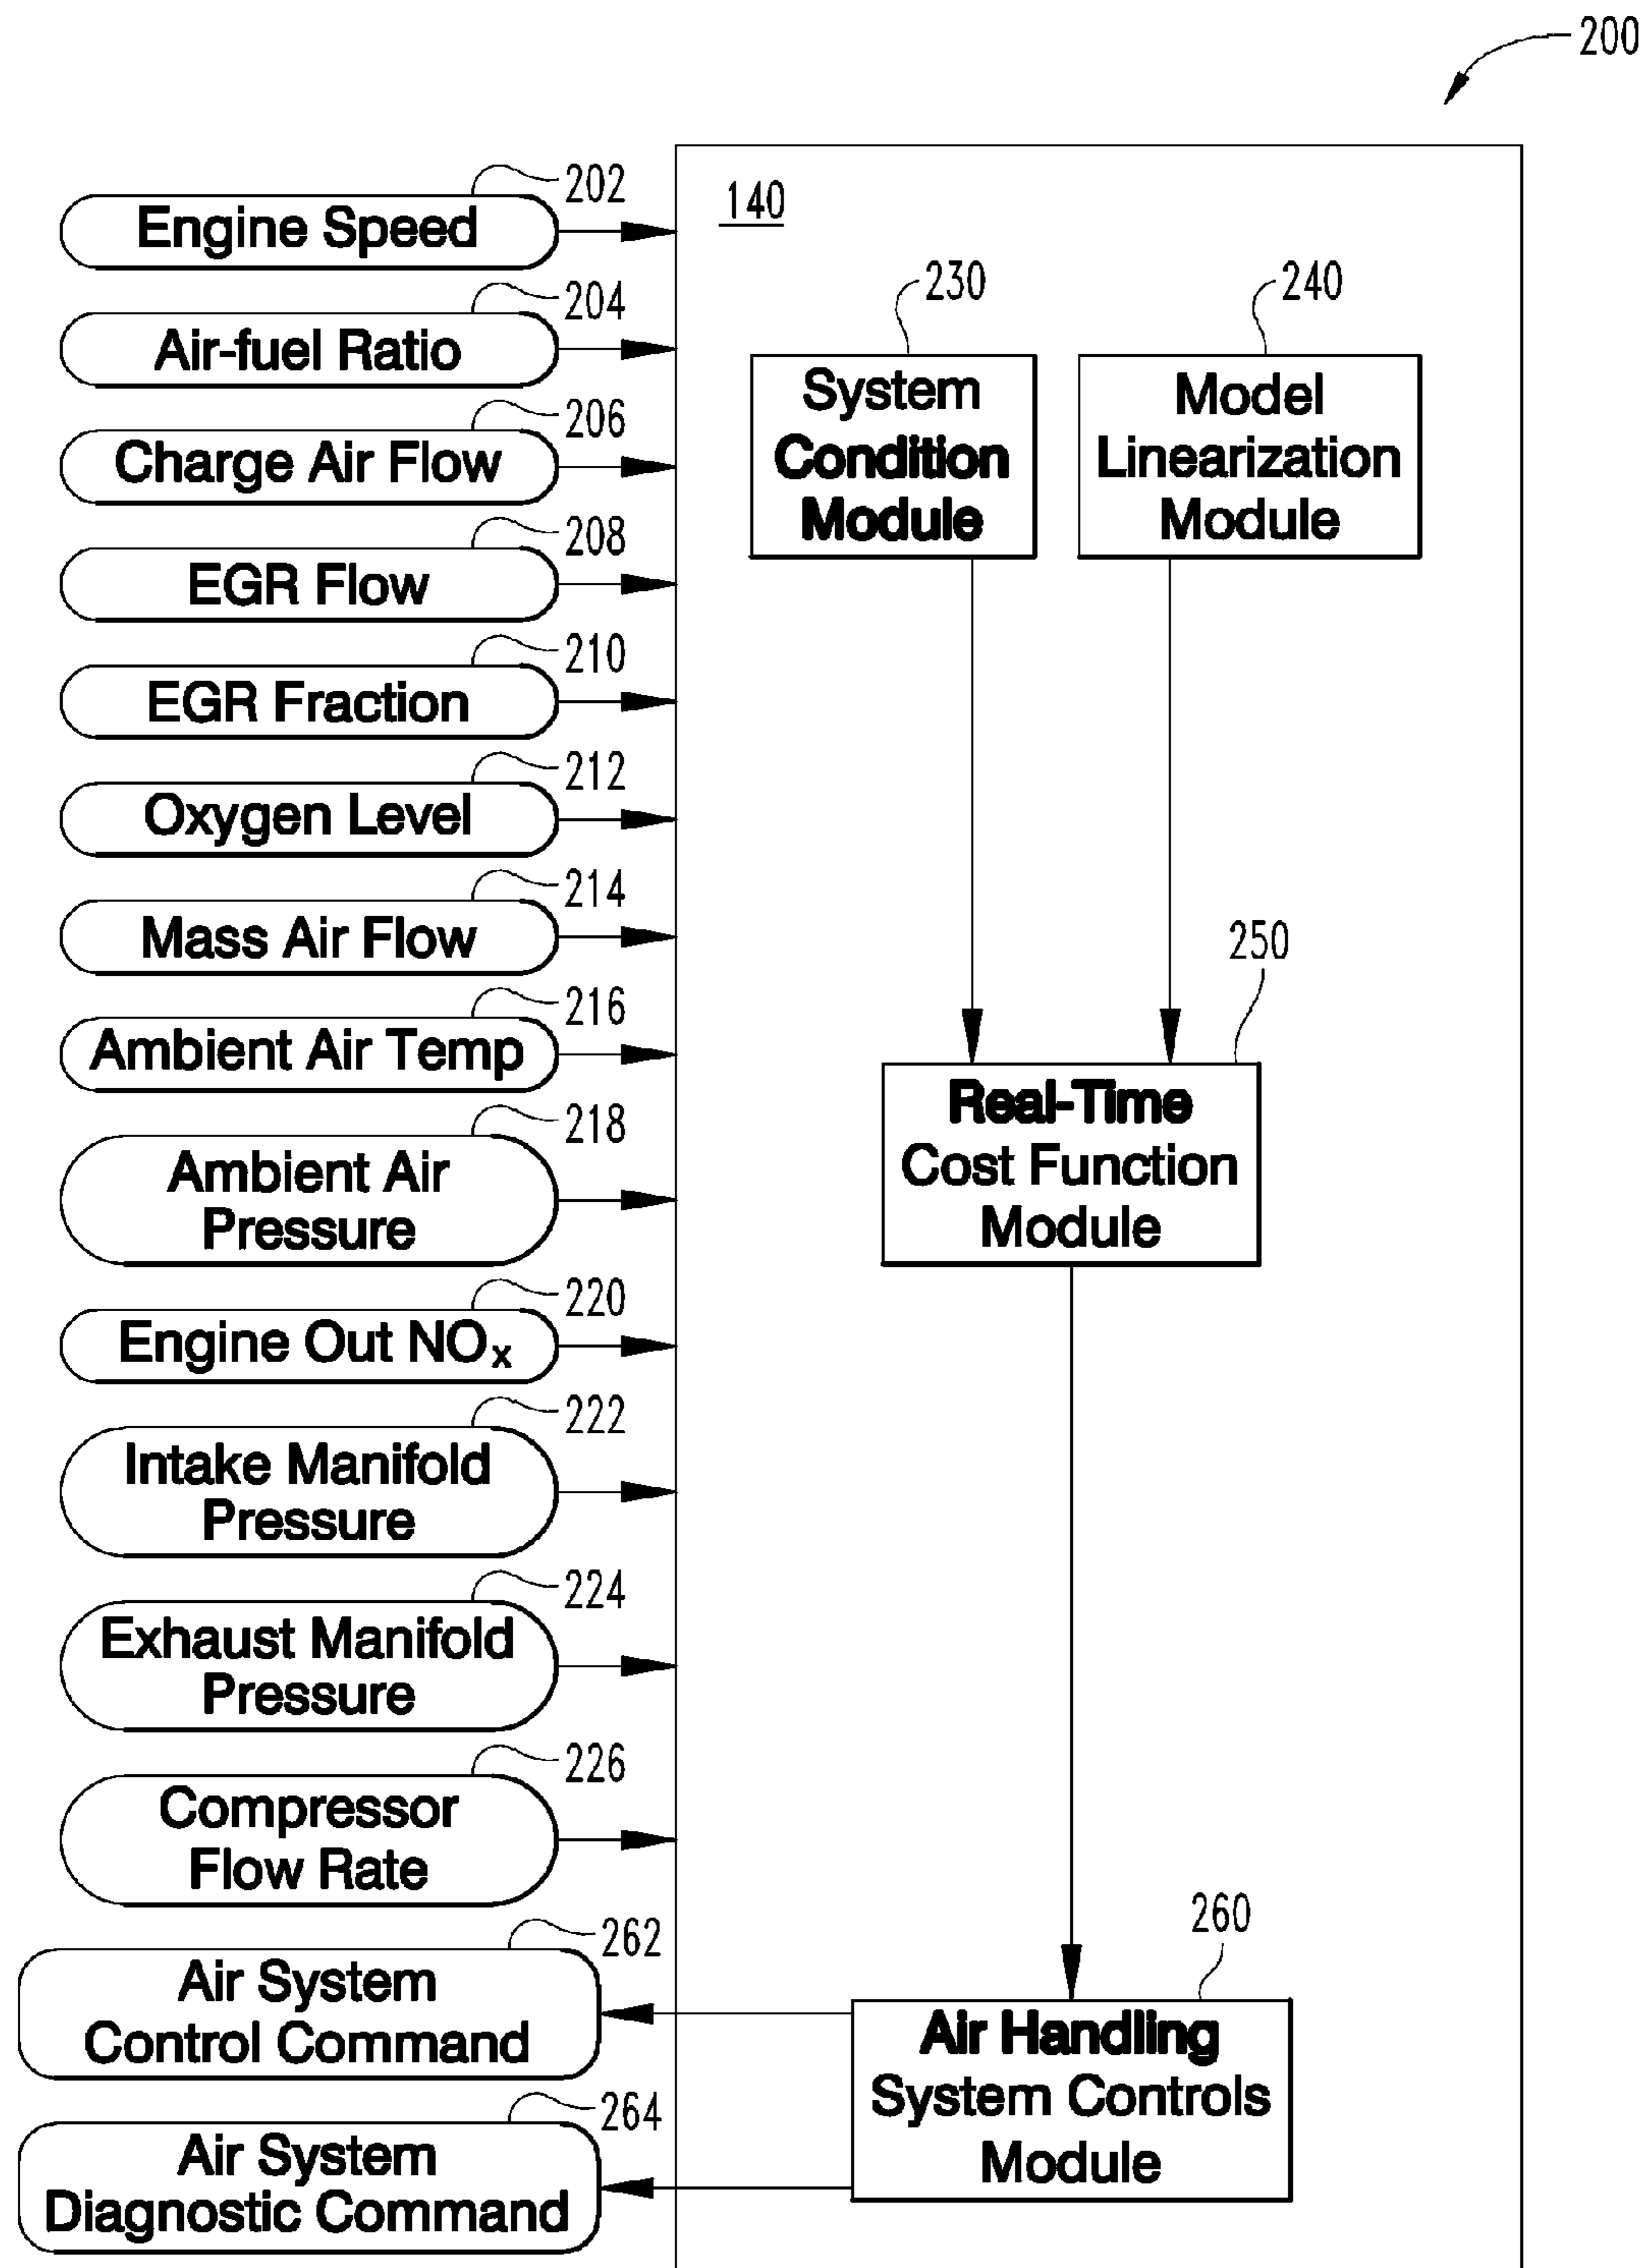 200
202
Engine Speed
140
204
Air-fuel Ratio
230
240
206
Charge Air Flow
System
Condition
Module
Model
Linearization
Module
208
EGR Flow
210
EGR Fraction
212
Oxygen Level
214
Mass Air Flow
250
216
Ambient Air Temp
218
Ambient Air
Pressure
Real-Time
Cost Function
Module
220
Engine Out NOₓ
222
Intake Manifold
Pressure
224
Exhaust Manifold
Pressure
226
Compressor
Flow Rate
262
Air System
Control Command
260
Air Handling
System Controls
Module
264
Air System
Diagnostic Command